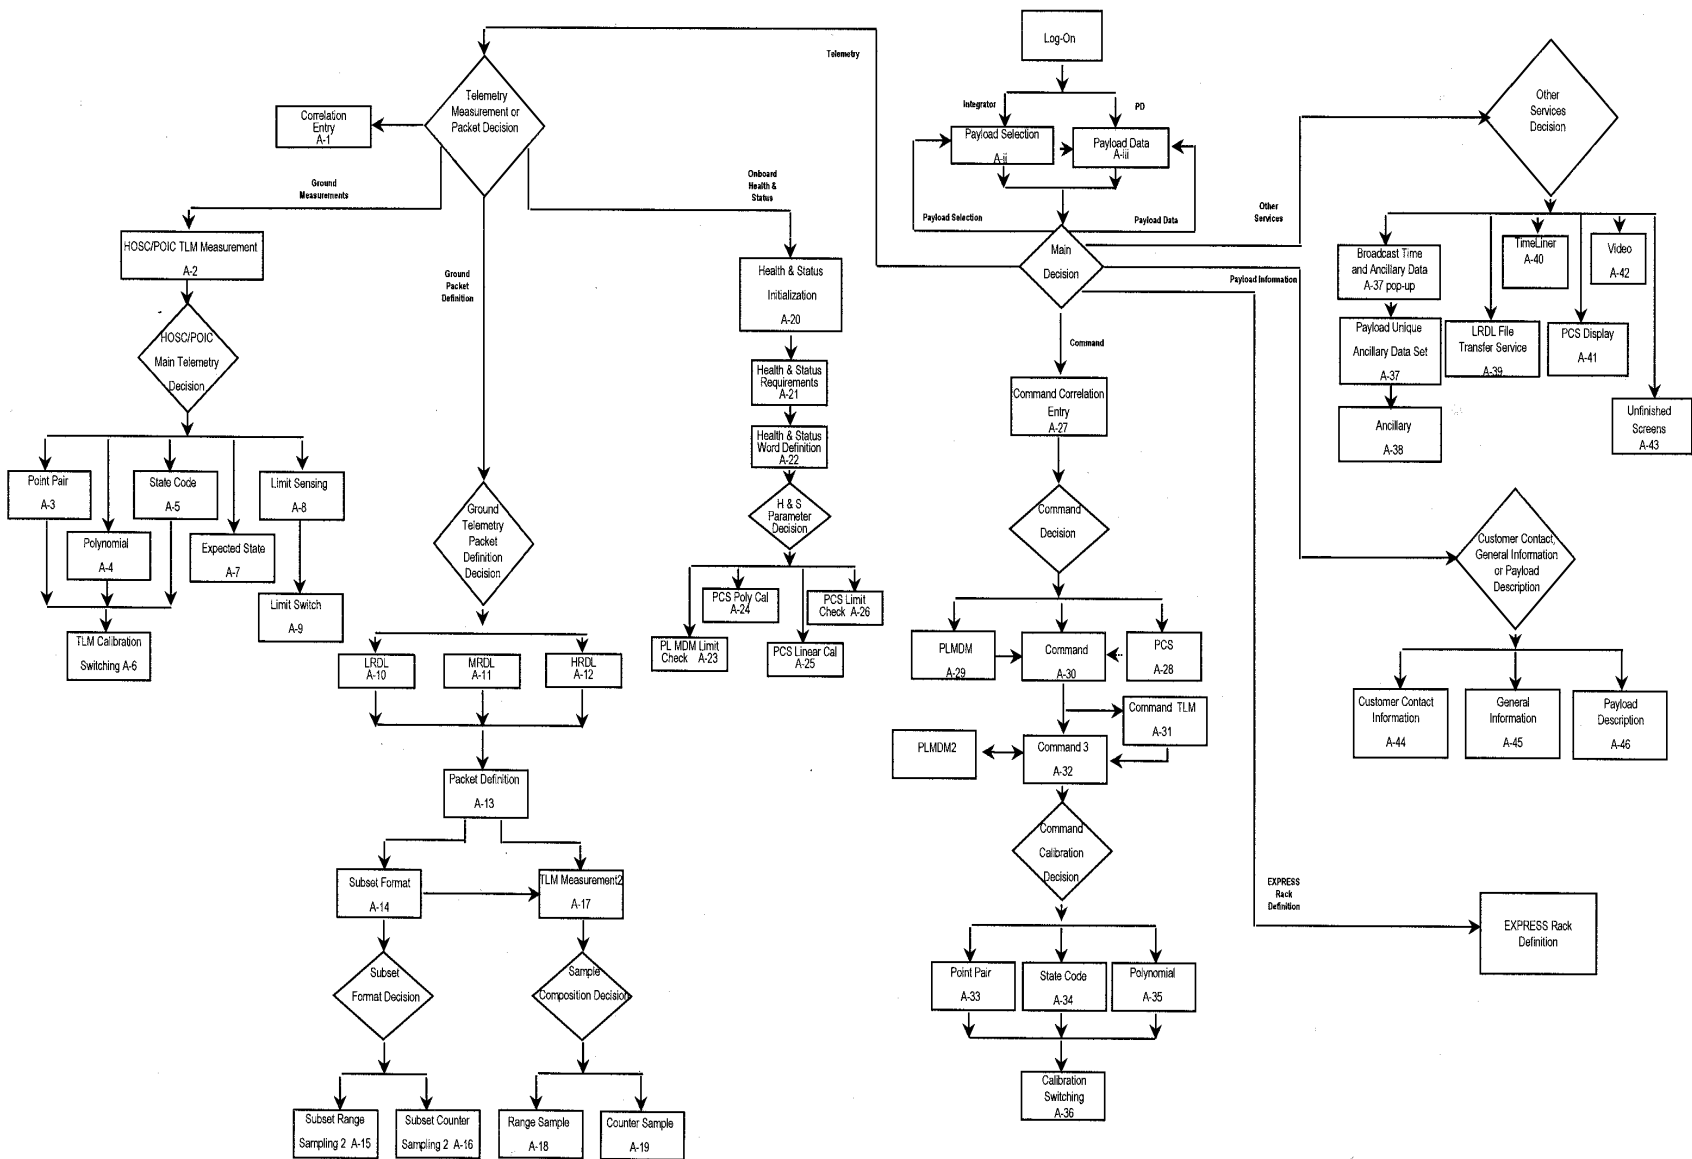 Log-On
Integrator
PD
Payload Selection
A-ii
Payload Data
A-iii
Payload Selection
Payload Data
Main
Decision
Telemetry
Other
Services
Payload Information
Command
EXPRESS
Rack
Definition
Telemetry
Measurement or
Packet Decision
Correlation
Entry
A-1
Ground
Measurements
Ground
Packet
Definition
Onboard
Health &
Status
HOSC/POIC TLM Measurement
A-2
HOSC/POIC
Main Telemetry
Decision
Point Pair
A-3
Polynomial
A-4
State Code
A-5
Expected State
A-7
Limit Sensing
A-8
Limit Switch
A-9
TLM Calibration
Switching A-6
Ground
Telemetry
Packet
Definition
Decision
LRDL
A-10
MRDL
A-11
HRDL
A-12
Packet Definition
A-13
Subset Format
A-14
TLM Measurement2
A-17
Subset
Format Decision
Sample
Composition Decision
Subset Range
Sampling 2 A-15
Subset Counter
Sampling 2 A-16
Range Sample
A-18
Counter Sample
A-19
Health & Status
Initialization
A-20
Health & Status
Requirements
A-21
Health & Status
Word Definition
A-22
H & S
Parameter
Decision
PL MDM Limit
Check A-23
PCS Poly Cal
A-24
PCS Linear Cal
A-25
PCS Limit
Check A-26
Command Correlation
Entry
A-27
Command
Decision
PLMDM
A-29
Command
A-30
PCS
A-28
Command TLM
A-31
PLMDM2
Command 3
A-32
Command
Calibration
Decision
Point Pair
A-33
State Code
A-34
Polynomial
A-35
Calibration
Switching
A-36
Other
Services
Decision
Broadcast Time
and Ancillary Data
A-37 pop-up
Payload Unique
Ancillary Data Set
A-37
Ancillary
A-38
LRDL File
Transfer Service
A-39
TimeLiner
A-40
PCS Display
A-41
Video
A-42
Unfinished
Screens
A-43
Customer Contact,
General Information
or Payload
Description
Customer Contact
Information
A-44
General
Information
A-45
Payload
Description
A-46
EXPRESS Rack
Definition